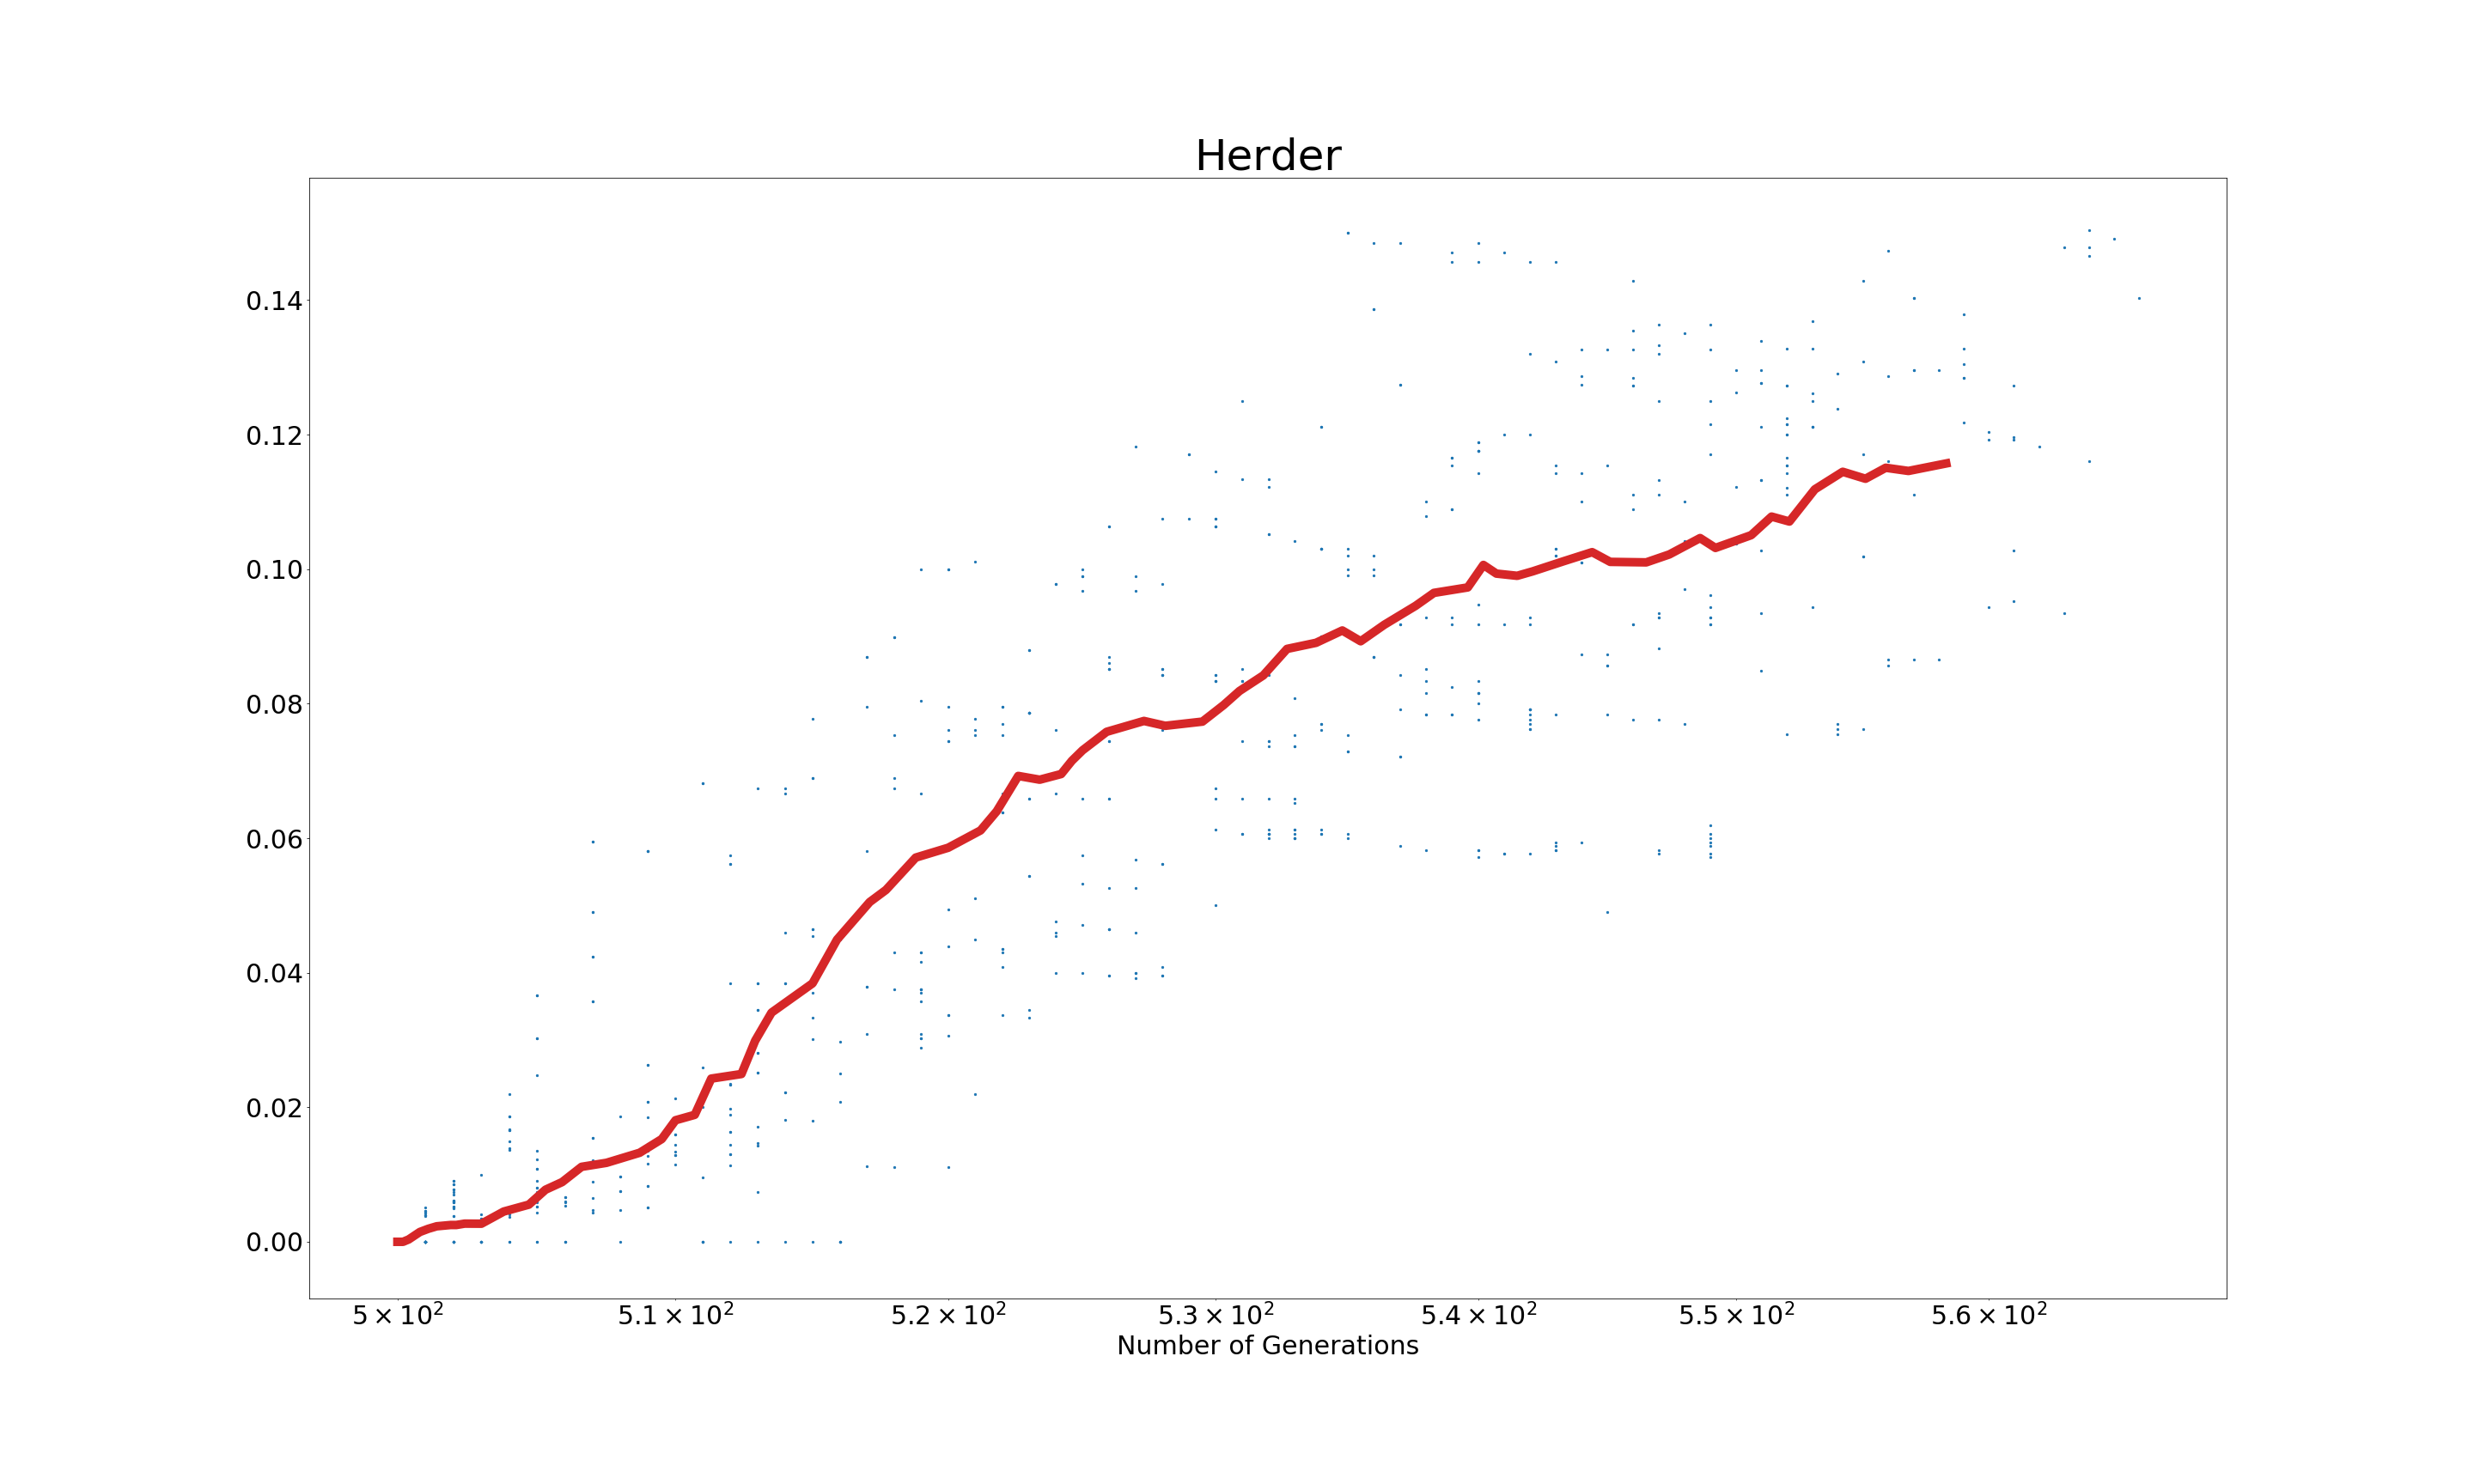 Herder
0.14
0.12
0.10
0.08
0.06
0.04
0.02
0.00
5 × 10² 5.1 × 10² 5.2 × 10² 5.3 × 10² 5.4 × 10² 5.5 × 10² 5.6 × 10²
Number of Generations